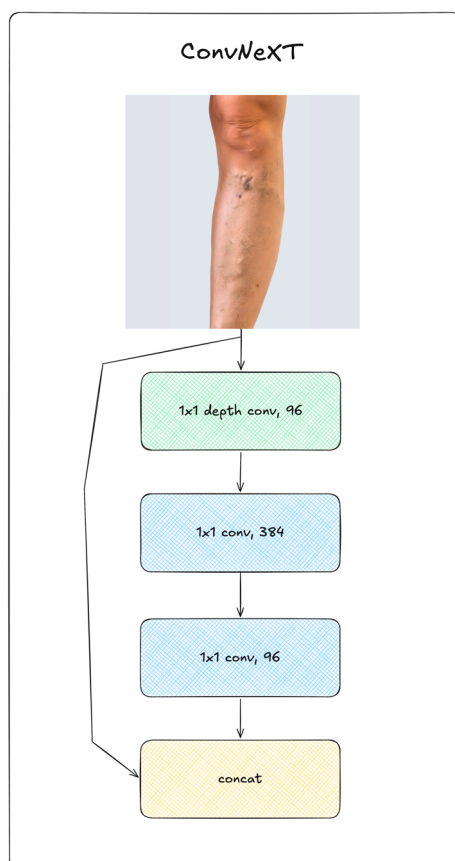 ConvNeXT
1x1 depth conv, 96
1x1 conv, 384
1x1 conv, 96
concat